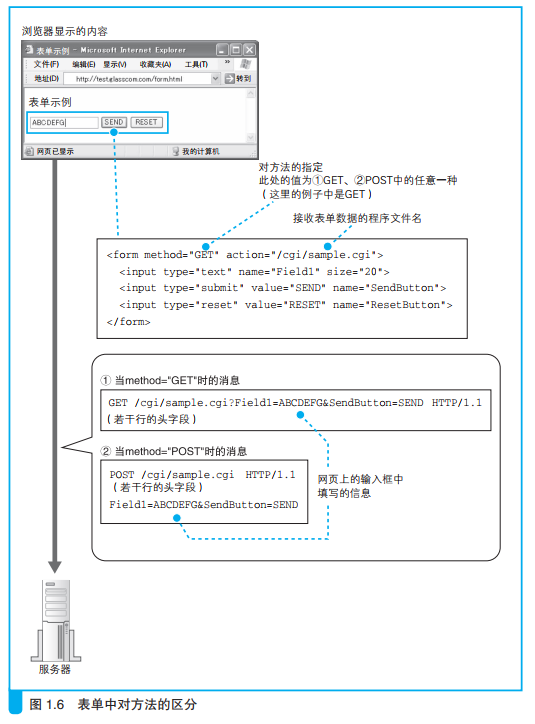 浏览器显示的内容
表单示例 - Microsoft Internet Explorer
文件(F) 编辑(E) 显示(V) 收藏夹(A) 工具(T) »
地址(D) http://test.glasscom.com/form.html 转到
表单示例
ABCDEFG SEND RESET
网页已显示 我的计算机
对方法的指定
此处的值为①GET、②POST中的任意一种
（这里的例子中是GET）
接收表单数据的程序文件名
<form method="GET" action="/cgi/sample.cgi">
<input type="text" name="Field1" size="20">
<input type="submit" value="SEND" name="SendButton">
<input type="reset" value="RESET" name="ResetButton">
</form>
① 当method="GET"时的消息
GET /cgi/sample.cgi?Field1=ABCDEFG&SendButton=SEND HTTP/1.1
（若干行的头字段）
② 当method="POST"时的消息
POST /cgi/sample.cgi HTTP/1.1
（若干行的头字段）
Field1=ABCDEFG&SendButton=SEND
网页上的输入框中
填写的信息
服务器
图 1.6 表单中对方法的区分